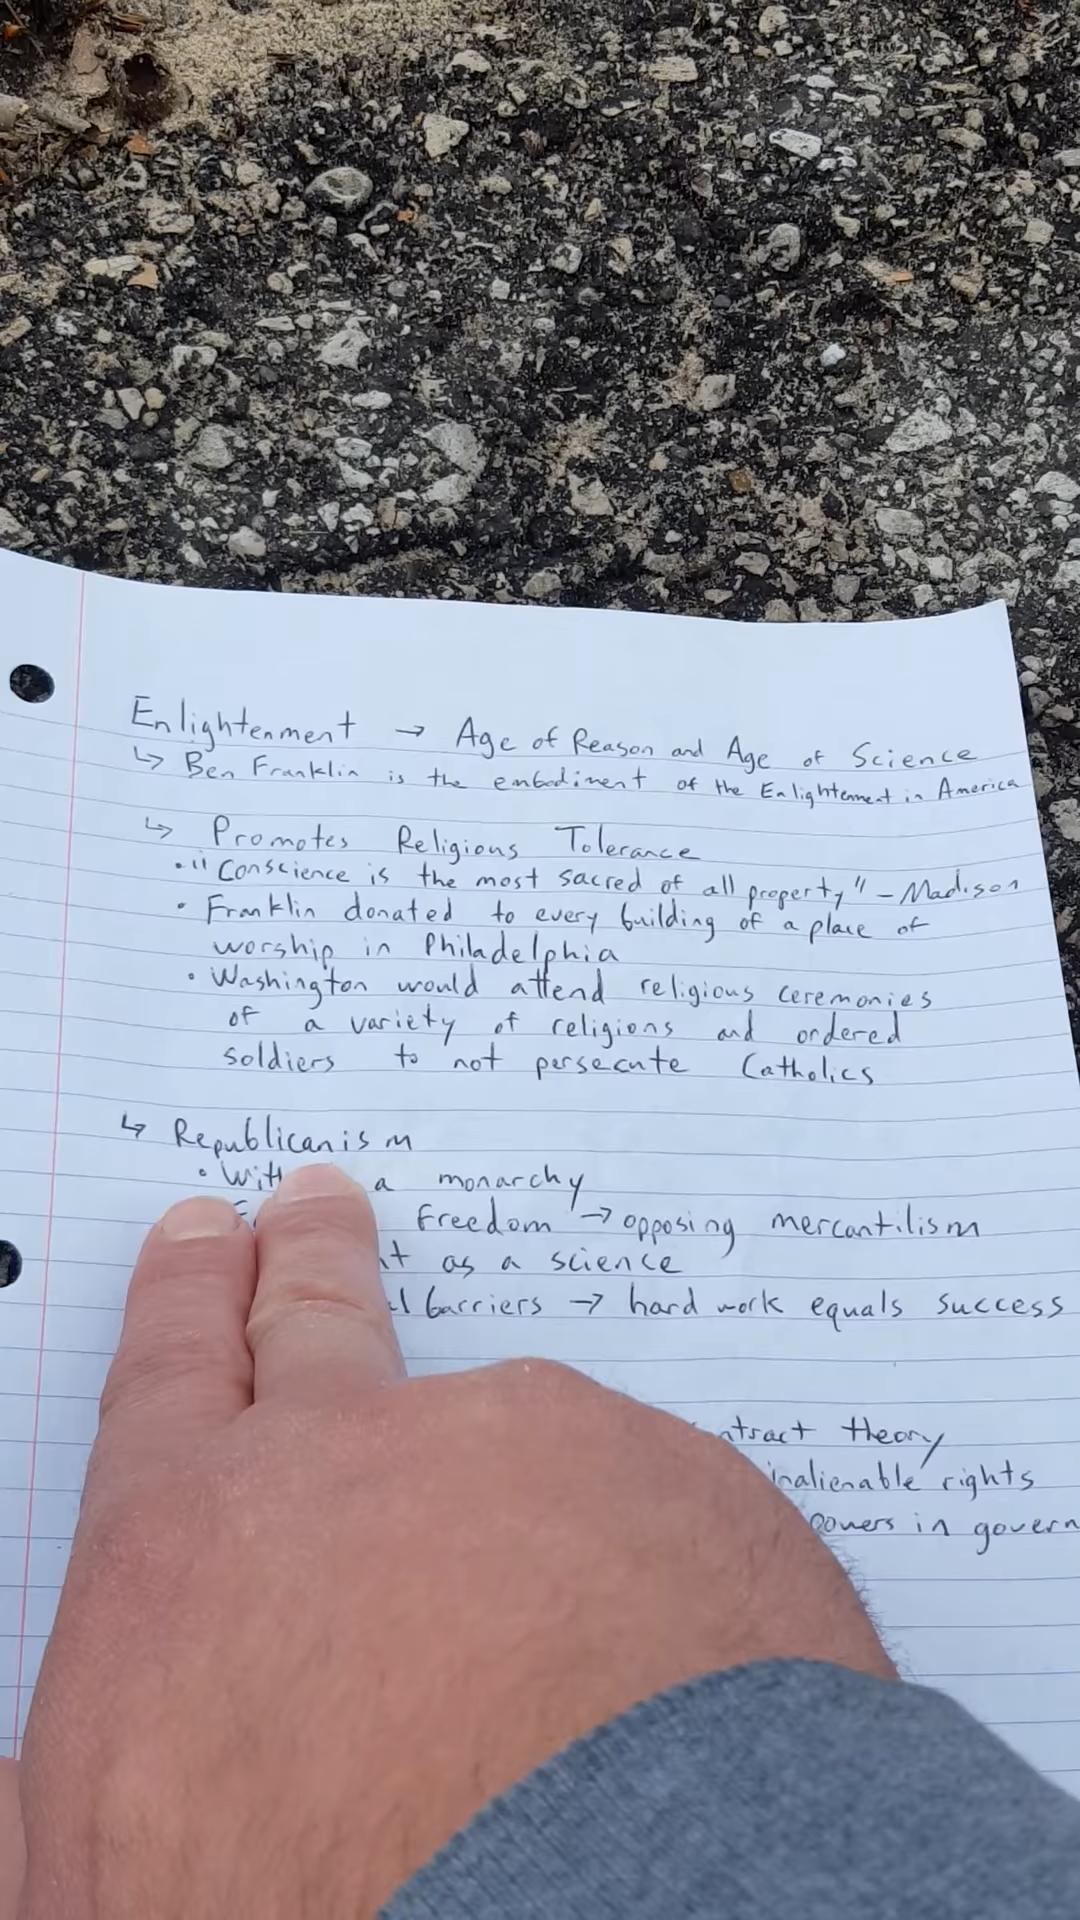 Enlightenment → Age of Reason and Age of Science
↳ Ben Franklin is the embodiment of the Enlightenment in America
↳ Promotes Religious Tolerance
• "Conscience is the most sacred of all property" - Madison
• Franklin donated to every building of a place of
worship in Philadelphia
• Washington would attend religious ceremonies
of a variety of religions and ordered
soldiers to not persecute Catholics
↳ Republicanism
• a monarchy
Freedom → opposing mercantilism
as a science
barriers → hard work equals success
theory
inalienable rights
in